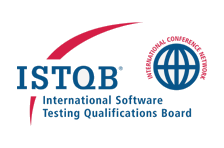 ISTQB®
International Software
Testing Qualifications Board
INTERNATIONAL CONFERENCE NETWORK